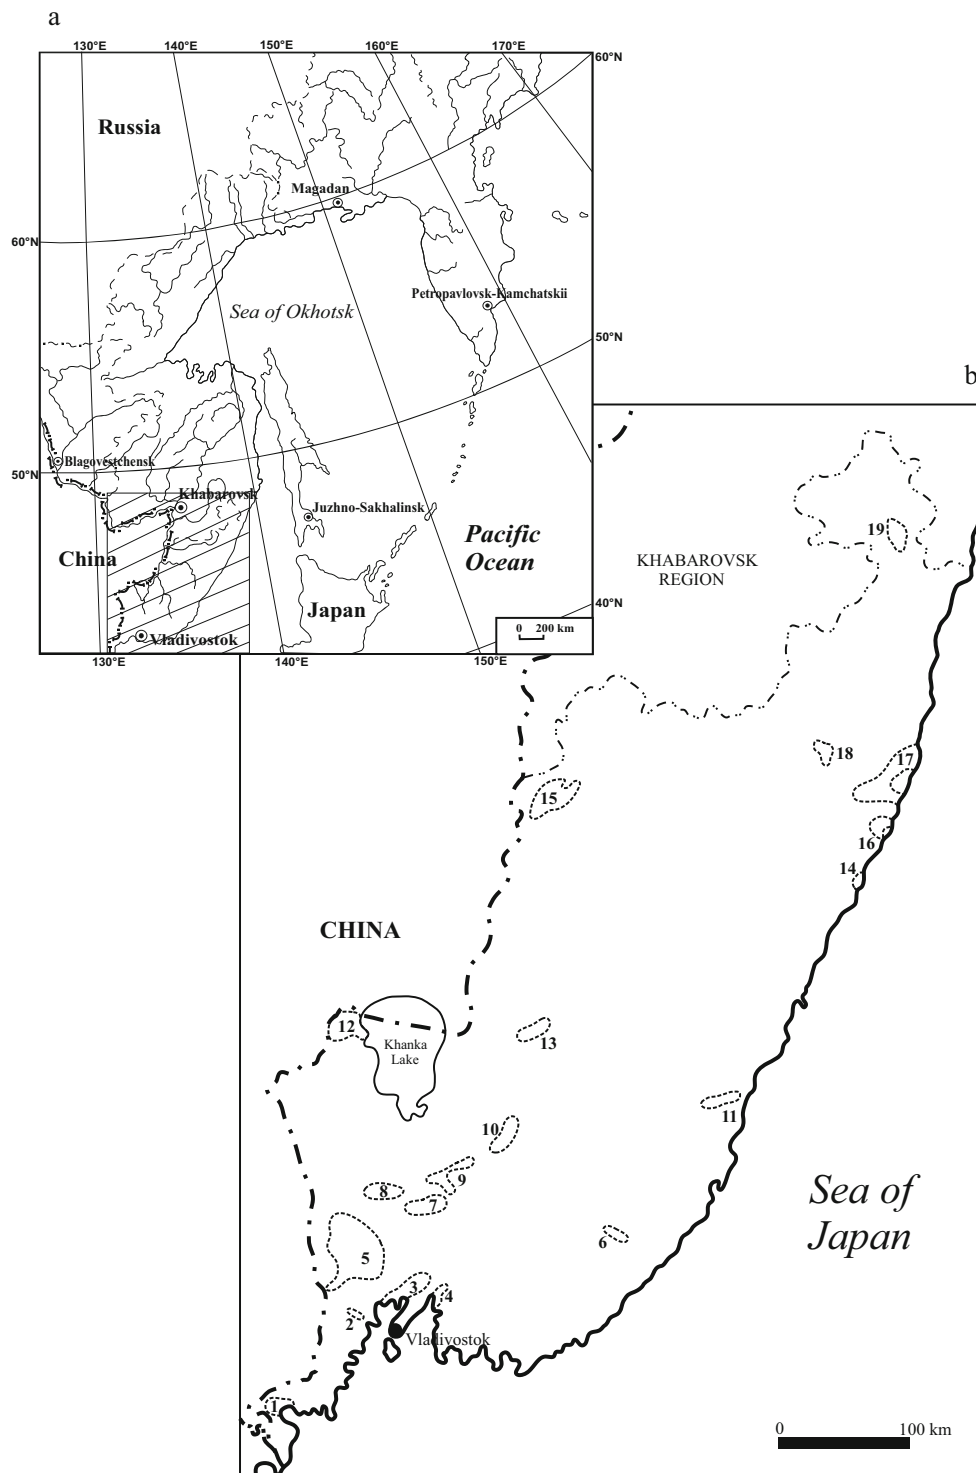 a
130°E
140°E
150°E
160°E
170°E
60°N
Russia
Magadan
60°N
Petropavlovsk-Kamchatskii
Sea of Okhotsk
50°N
b
Blagovestchensk
50°N
Khabarovsk
Juzhno-Sakhalinsk
Pacific
Ocean
China
Japan
40°N
Vladivostok
0 200 km
130°E
140°E
150°E
KHABAROVSK
REGION
19
18
17
15
16
14
CHINA
12
Khanka
Lake
13
11
10
9
8
7
Sea of
Japan
6
5
3
4
2
Vladivostok
1
0 100 km